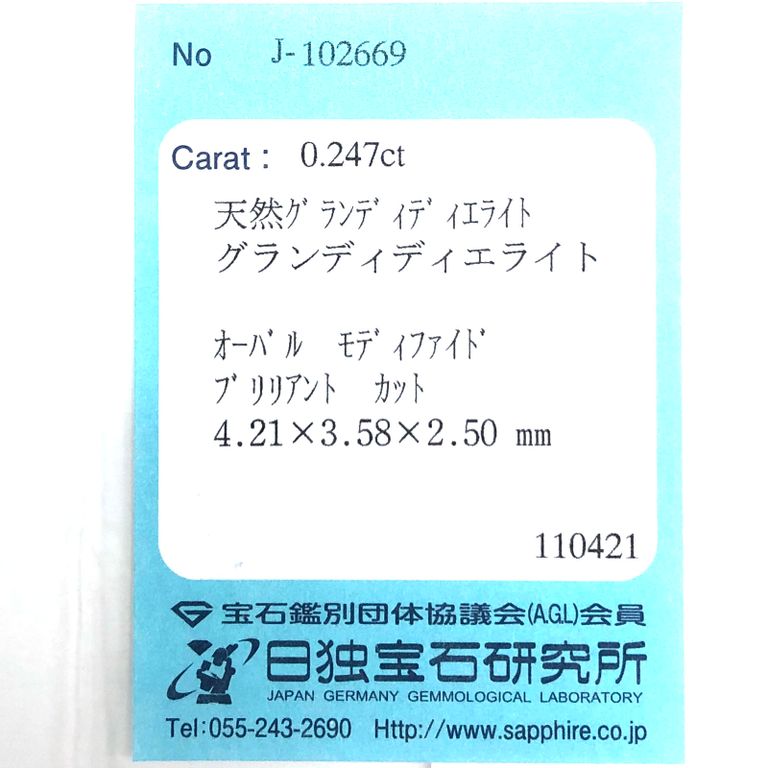 No J-102669
Carat: 0.247ct
天然ｸﾞﾗﾝﾃﾞｨﾃﾞｨｴﾗｲﾄ
グランディディエライト
ｵｰﾊﾞﾙ ﾓﾃﾞｨﾌｧｲﾄﾞ
ﾌﾞﾘﾘｱﾝﾄ ｶｯﾄ
4.21×3.58×2.50 mm
110421
宝石鑑別団体協議会(A.G.L)会員
日独宝石研究所
JAPAN GERMANY GEMMOLOGICAL LABORATORY
Tel:055-243-2690 Http://www.sapphire.co.jp